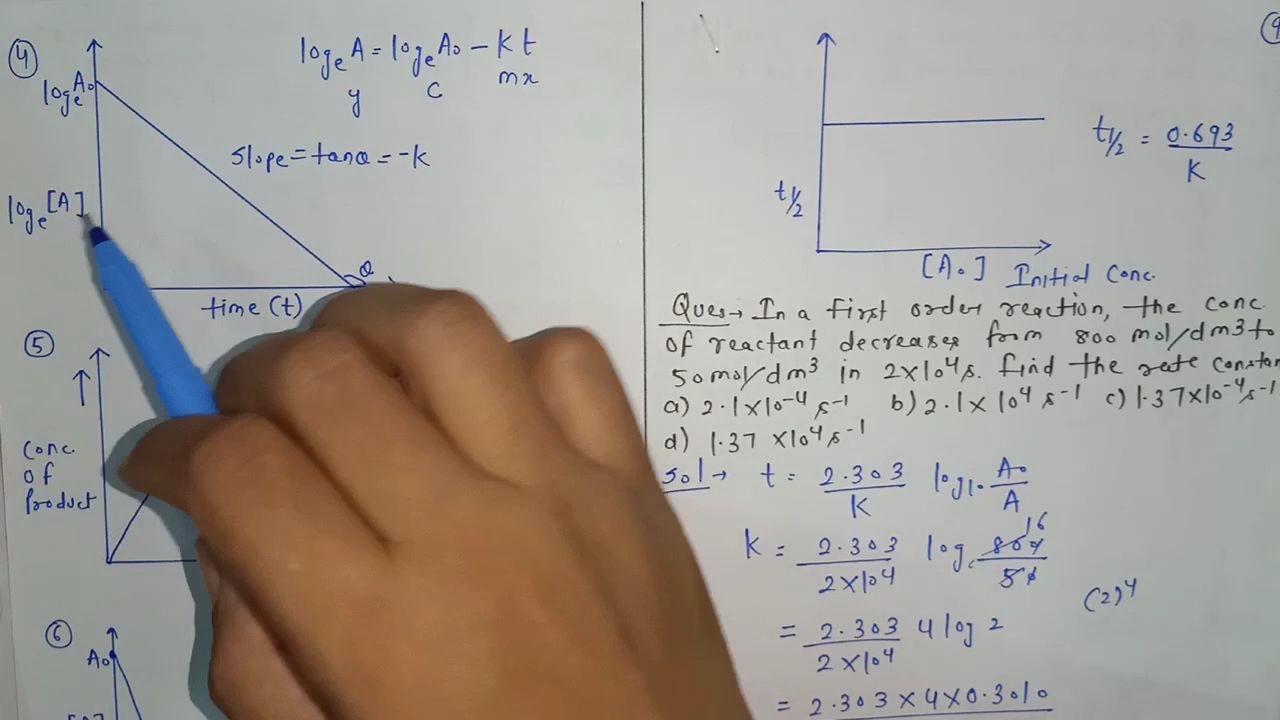 ④
logₑA = logₑA₀ − kt
y c mx
logₑA₀
slope = tanθ = −k
logₑ[A]
θ
time (t)
⑤
Conc.
of
Product
⑥
A₀
t1/2 = 0.693/K
t1/2
[A₀] Initial Conc.
Ques→ In a first order reaction, the conc.
of reactant decreases from 800 mol/dm3 to
50 mol/dm³ in 2×10⁴s. find the rate constan
a) 2.1×10⁻⁴ s⁻¹ b) 2.1× 10⁴ s⁻¹ c) 1.37×10⁻⁴s⁻¹
d) 1.37 ×10⁴s⁻¹
Sol→ t = 2.303/K log₁₀ A₀/A
K = 2.303/2×10⁴ log 800/50 16
(2)⁴
= 2.303/2×10⁴ 4 log 2
= 2.303×4×0.3010